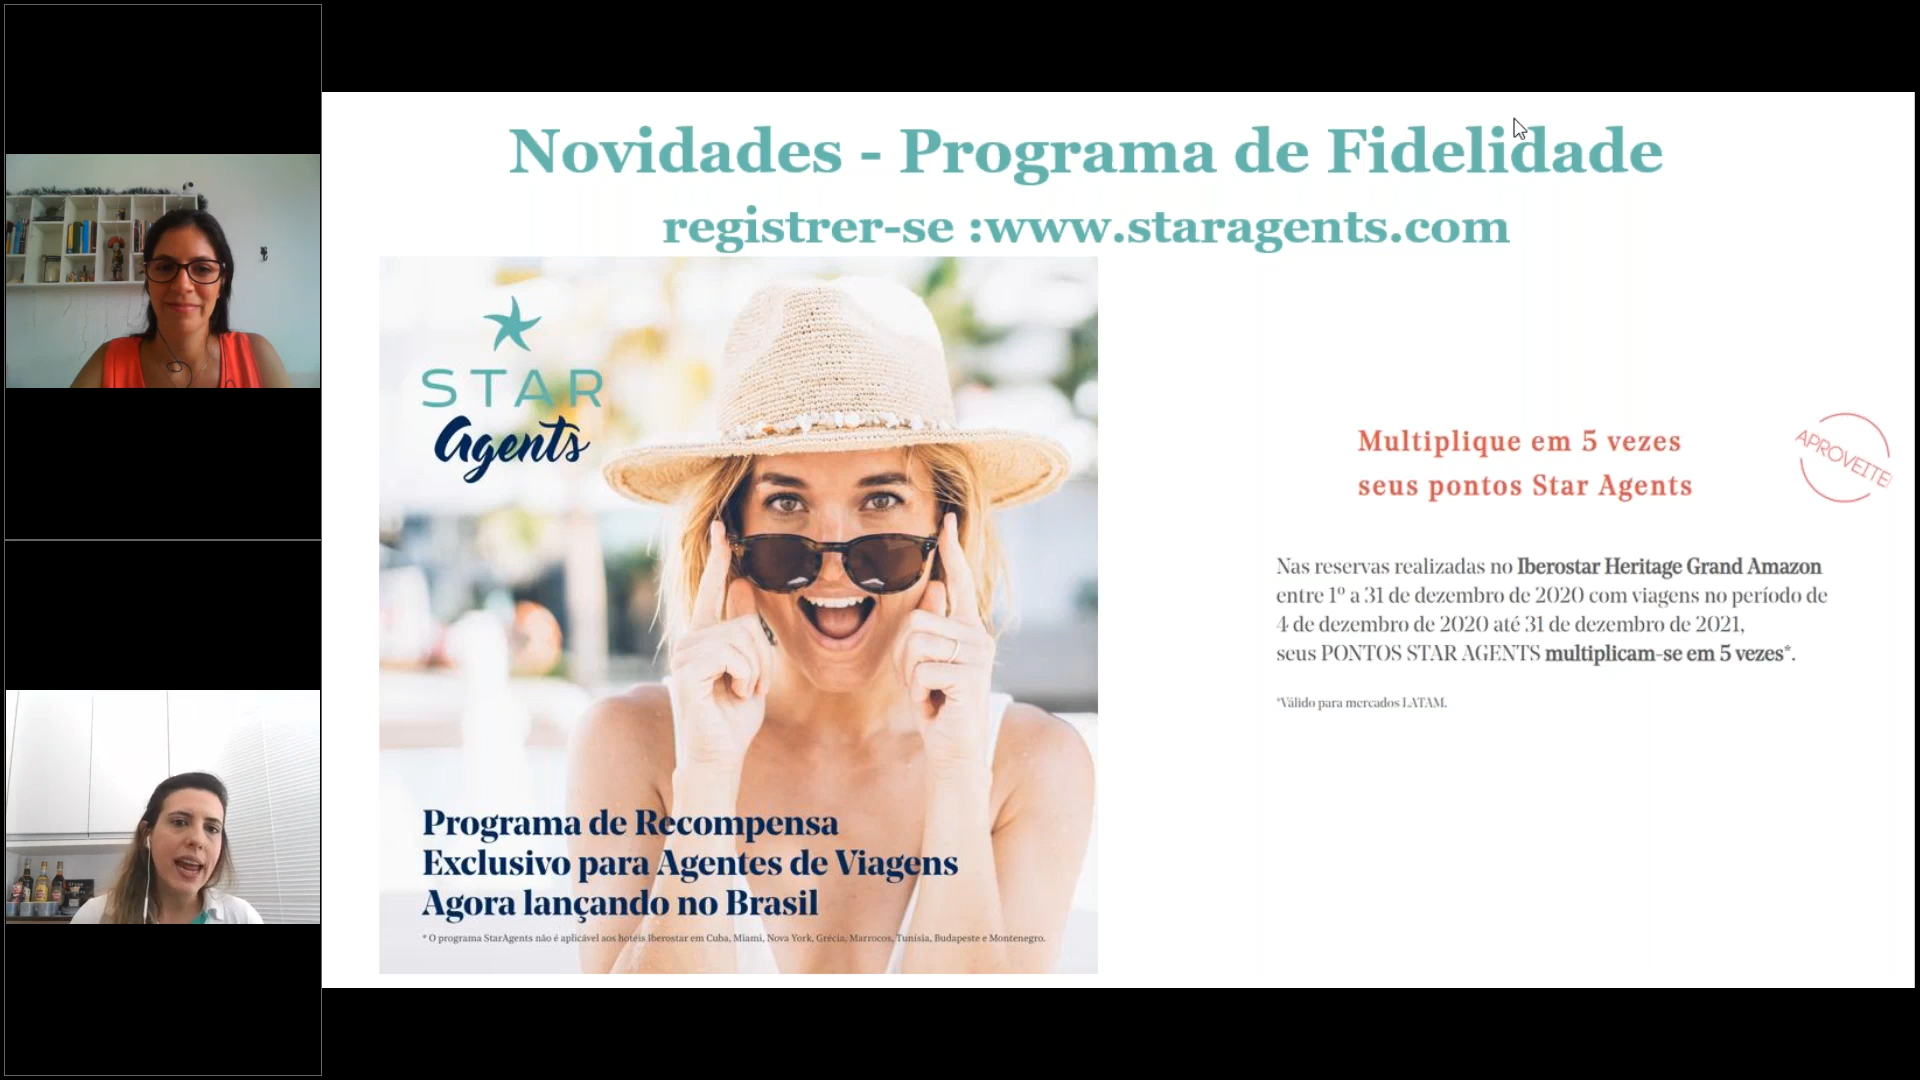 Novidades - Programa de Fidelidade
registrer-se :www.staragents.com
STAR
Agents
Programa de Recompensa
Exclusivo para Agentes de Viagens
Agora lançando no Brasil
* O programa StarAgents não é aplicável aos hotéis Iberostar em Cuba, Miami, Nova York, Grécia, Marrocos, Tunísia, Budapeste e Montenegro.
Multiplique em 5 vezes
seus pontos Star Agents
APROVEITE
Nas reservas realizadas no Iberostar Heritage Grand Amazon
entre 1º a 31 de dezembro de 2020 com viagens no período de
4 de dezembro de 2020 até 31 de dezembro de 2021,
seus PONTOS STAR AGENTS multiplicam-se em 5 vezes*.
*Válido para mercados LATAM.